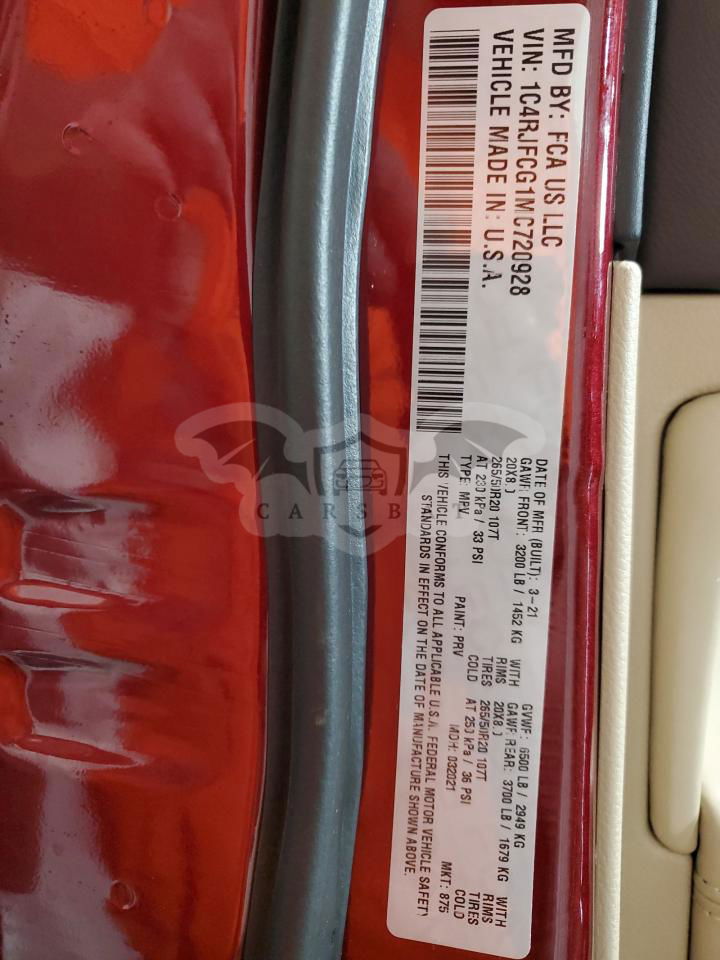 MFD BY: FCA US LLC
VIN: 1C4RJFCG1MC720928
VEHICLE MADE IN: U.S.A.
DATE OF MFR (BUILT): 3-21 GVWR: 6500 LB / 2949 KG
GAWR FRONT: 3200 LB / 1452 KG WITH GAWR REAR: 3700 LB / 1679 KG WITH
20X8.0 RIMS 20X8.0 RIMS
265/50R20 107T TIRES 265/50R20 107T TIRES
AT 230 kPa / 33 PSI COLD AT 250 kPa / 36 PSI COLD
TYPE: MPV PAINT: PRV MDH: 032021 MKT: 875
THIS VEHICLE CONFORMS TO ALL APPLICABLE U.S.A. FEDERAL MOTOR VEHICLE SAFETY
STANDARDS IN EFFECT ON THE DATE OF MANUFACTURE SHOWN ABOVE.